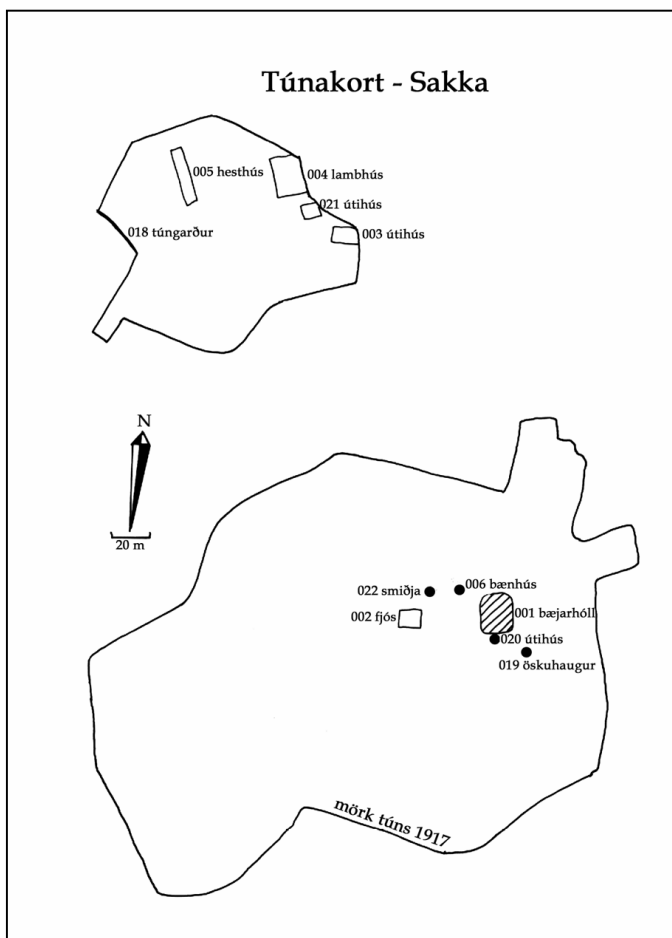 Túnakort - Sakka
005 hesthús
004 lambhús
021 útihús
018 túngarður
003 útihús
N
20 m
006 bænhús
022 smiðja
001 bæjarhóll
002 fjós
020 útihús
019 öskuhaugur
mörk túns 1917